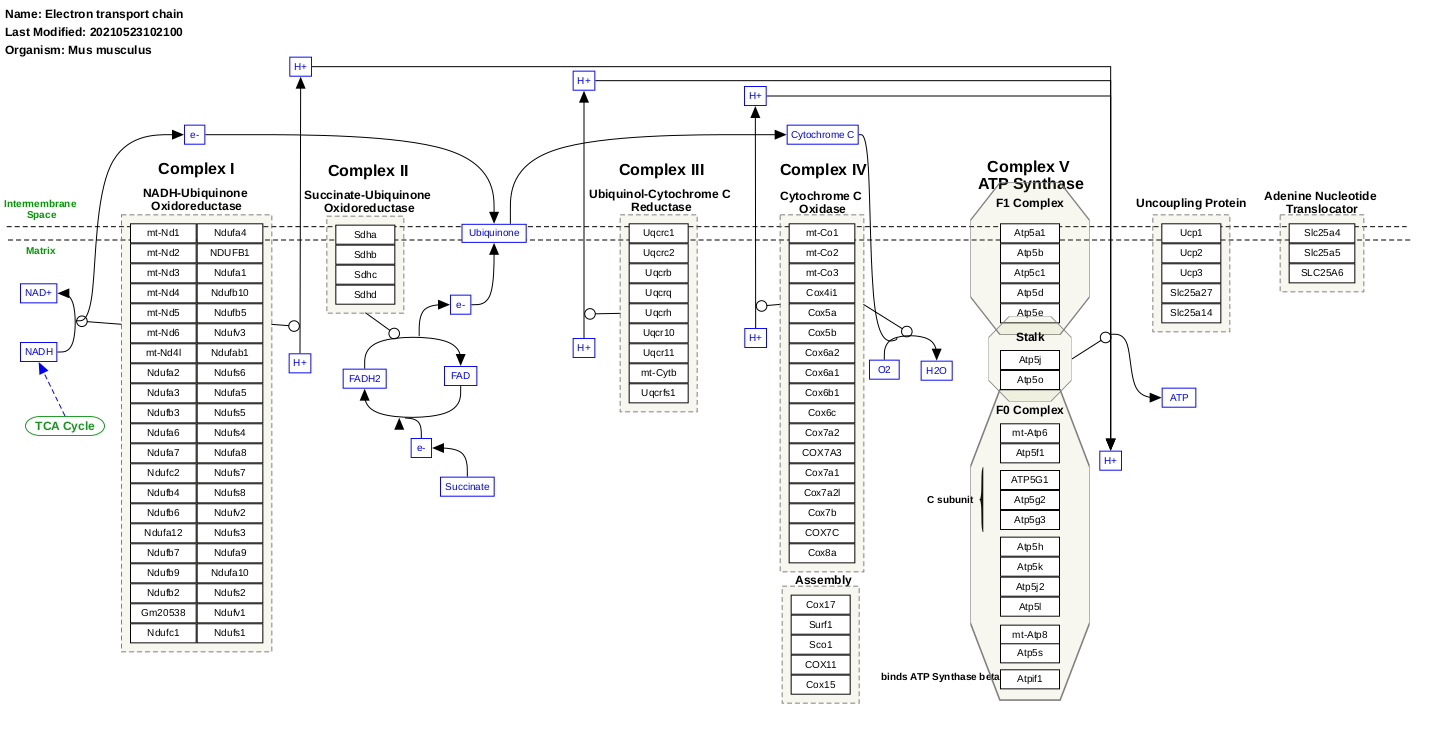 Name: Electron transport chain
Last Modified: 20210523102100
Organism: Mus musculus
H+
H+
H+
e-
Cytochrome C
Complex I
NADH-Ubiquinone
Oxidoreductase
Complex II
Succinate-Ubiquinone
Oxidoreductase
Complex III
Ubiquinol-Cytochrome C
Reductase
Complex IV
Cytochrome C
Oxidase
Complex V
ATP Synthase
F1 Complex
Uncoupling Protein
Adenine Nucleotide
Translocator
Intermembrane
Space
Matrix
NAD+
NADH
TCA Cycle
mt-Nd1 Ndufa4
mt-Nd2 NDUFB1
mt-Nd3 Ndufa1
mt-Nd4 Ndufb10
mt-Nd5 Ndufb5
mt-Nd6 Ndufv3
mt-Nd4l Ndufab1
Ndufa2 Ndufs6
Ndufa3 Ndufa5
Ndufb3 Ndufs5
Ndufa6 Ndufs4
Ndufa7 Ndufa8
Ndufc2 Ndufs7
Ndufb4 Ndufs8
Ndufb6 Ndufv2
Ndufa12 Ndufs3
Ndufb7 Ndufa9
Ndufb9 Ndufa10
Ndufb2 Ndufs2
Gm20538 Ndufv1
Ndufc1 Ndufs1
H+
Sdha
Sdhb
Sdhc
Sdhd
Ubiquinone
e-
FADH2
FAD
e-
Succinate
H+
Uqcrc1
Uqcrc2
Uqcrb
Uqcrq
Uqcrh
Uqcr10
Uqcr11
mt-Cytb
Uqcrfs1
H+
mt-Co1
mt-Co2
mt-Co3
Cox4i1
Cox5a
Cox5b
Cox6a2
Cox6a1
Cox6b1
Cox6c
Cox7a2
COX7A3
Cox7a1
Cox7a2l
Cox7b
COX7C
Cox8a
Assembly
Cox17
Surf1
Sco1
COX11
Cox15
O2
H2O
Atp5a1
Atp5b
Atp5c1
Atp5d
Atp5e
Stalk
Atp5j
Atp5o
F0 Complex
mt-Atp6
Atp5f1
C subunit
ATP5G1
Atp5g2
Atp5g3
Atp5h
Atp5k
Atp5j2
Atp5l
mt-Atp8
Atp5s
binds ATP Synthase beta
Atpif1
H+
ATP
Ucp1
Ucp2
Ucp3
Slc25a27
Slc25a14
Slc25a4
Slc25a5
SLC25A6